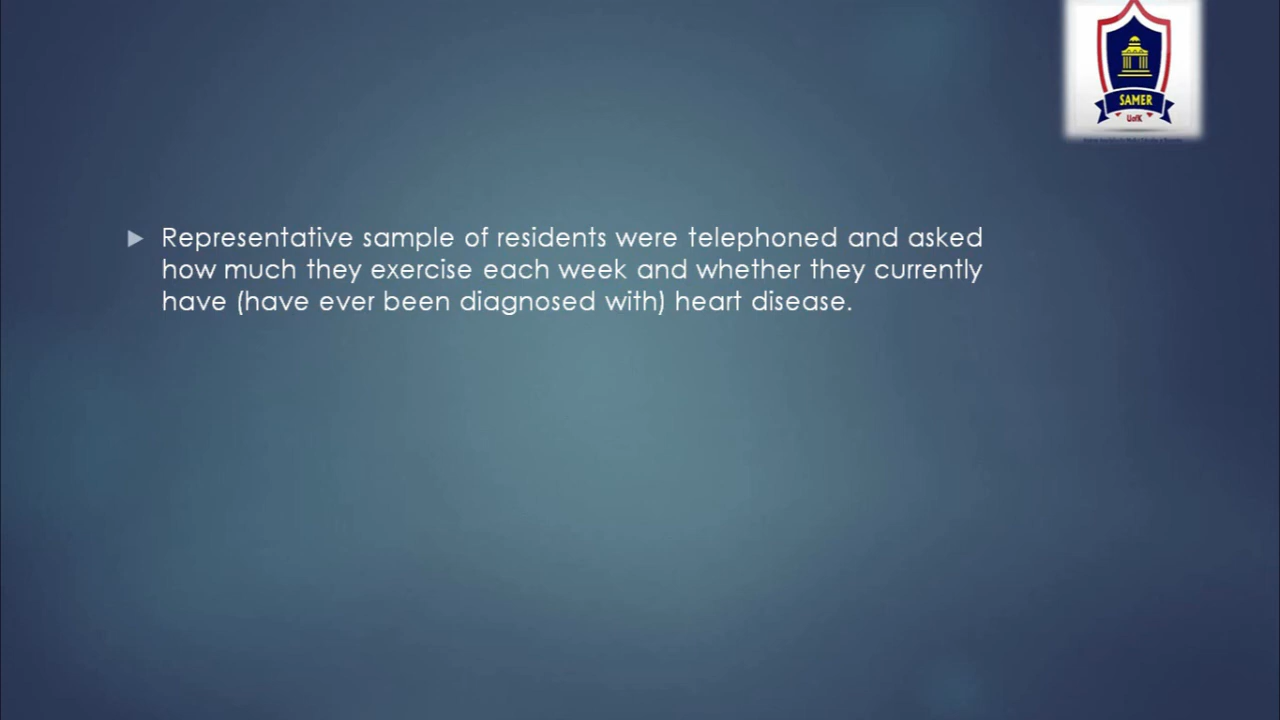 SAMER
UofK
Representative sample of residents were telephoned and asked
how much they exercise each week and whether they currently
have (have ever been diagnosed with) heart disease.